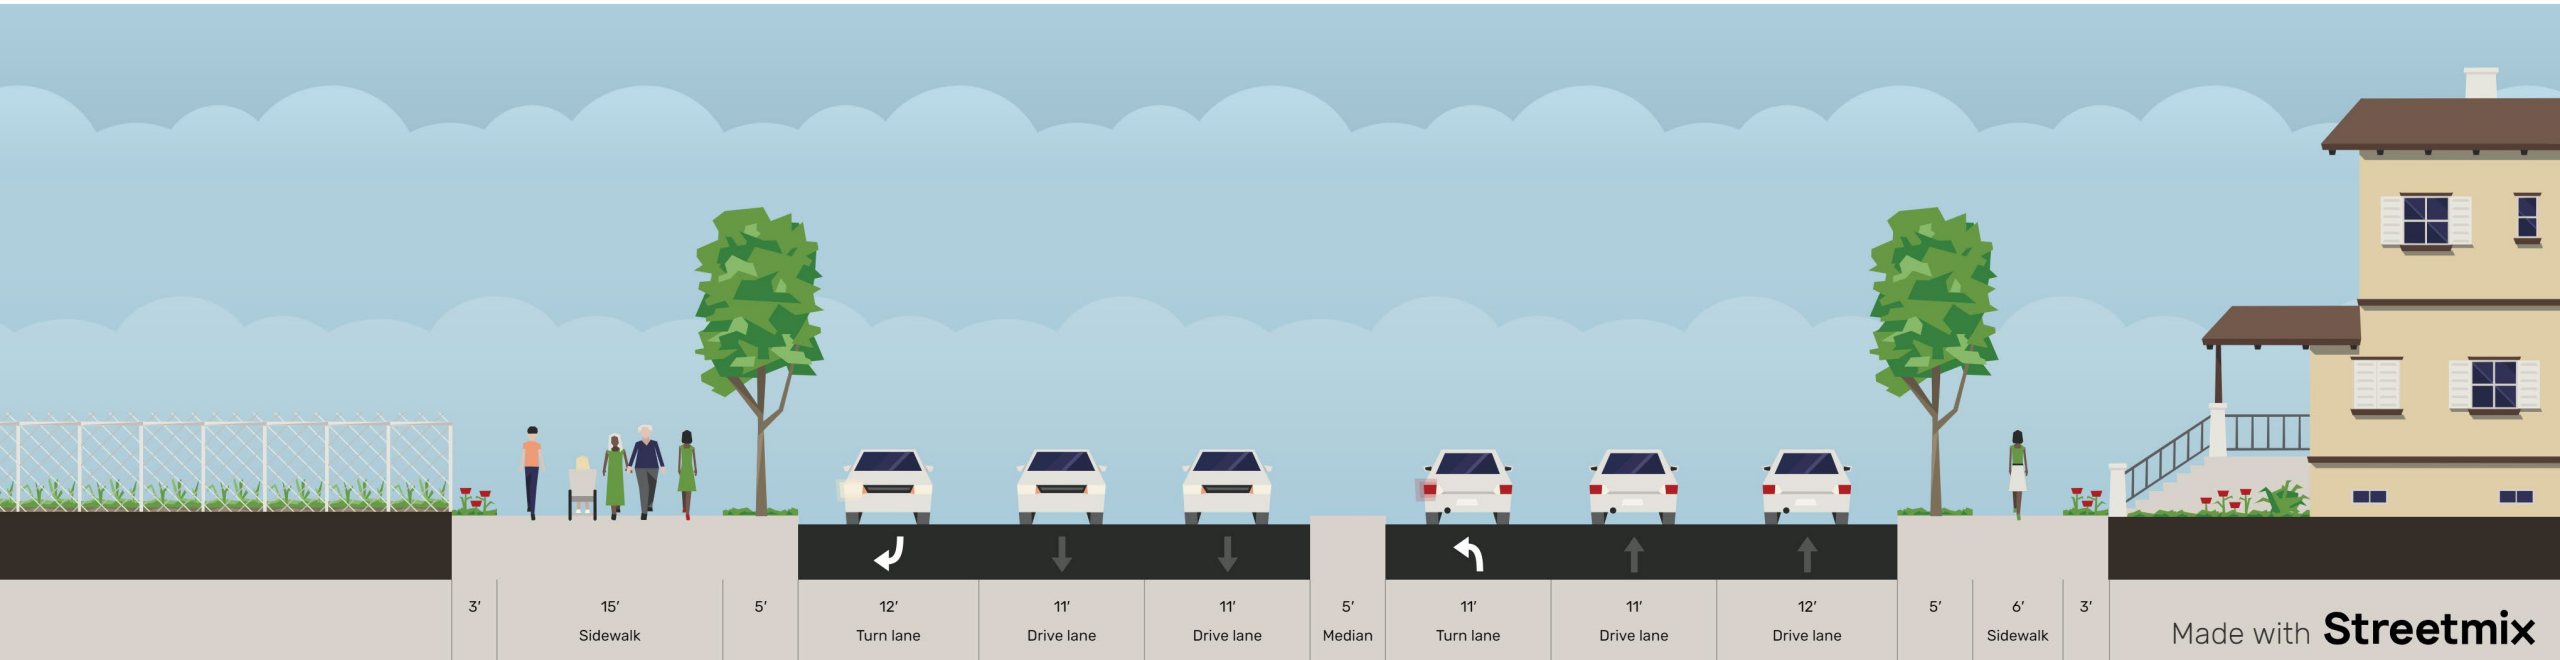 3’ 15’ 5’ 12’ 11’ 11’ 5’ 11’ 11’ 12’ 5’ 6’ 3’
Sidewalk Turn lane Drive lane Drive lane Median Turn lane Drive lane Drive lane Sidewalk
Made with Streetmix